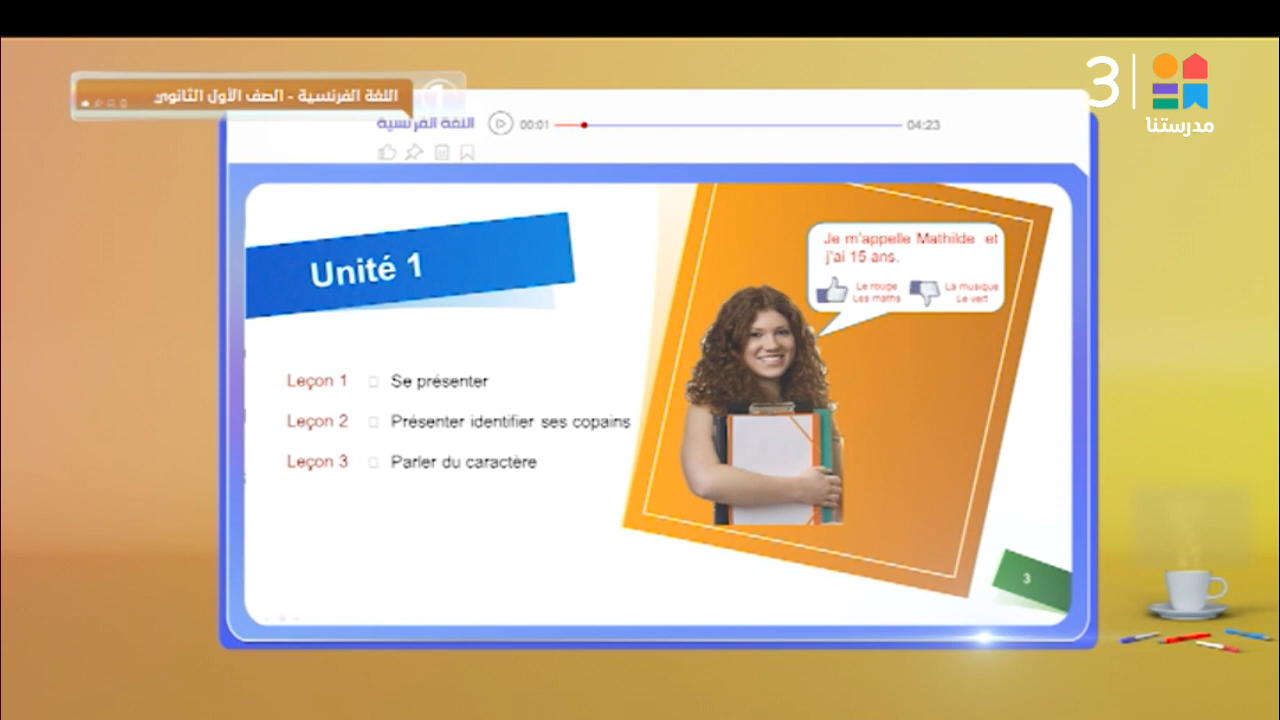 3
مدرستنا
اللغة الفرنسية - الصف الأول الثانوي
1
اللغة الفرنسية
00:01
04:23
Unité 1
Je m'appelle Mathilde et
j'ai 15 ans.
Le rouge
Les maths
La musique
Le vert
Leçon 1 Se présenter
Leçon 2 Présenter identifier ses copains
Leçon 3 Parler du caractère
3